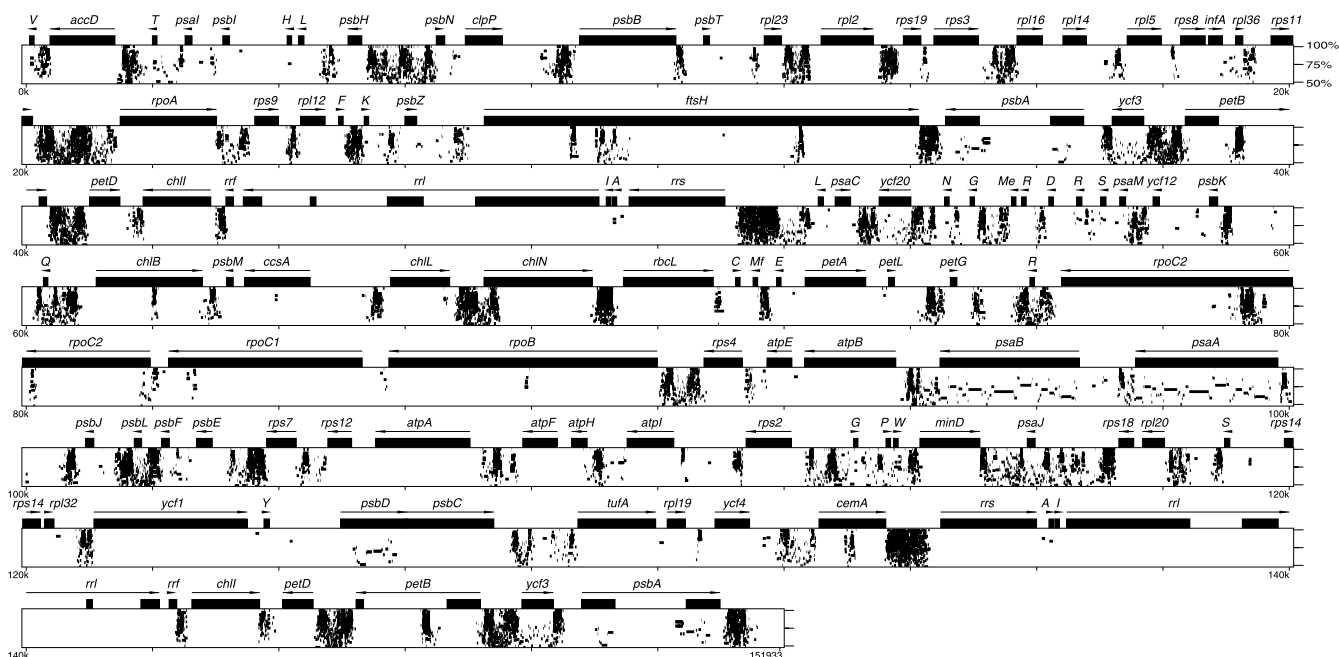 V accD T psaI psbI H L psbH psbN clpP psbB psbT rpl23 rpl2 rps19 rps3 rpl16 rpl14 rpl5 rps8 infA rpl36 rps11
100%
75%
50%
0k 20k
rpoA rps9 rpl12 F K psbZ ftsH psbA ycf3 petB
20k 40k
petD chlI rrf rrl I A rrs L psaC ycf20 N G Me R D R S psaM ycf12 psbK
40k 60k
Q chlB psbM ccsA chlL chlN rbcL C Mf E petA petL petG R rpoC2
60k 80k
rpoC2 rpoC1 rpoB rps4 atpE atpB psaB psaA
80k 100k
psbJ psbL psbF psbE rps7 rps12 atpA atpF atpH atpI rps2 G P W minD psaJ rps18 rpl20 S rps14
100k 120k
rps14 rpl32 ycf1 Y psbD psbC tufA rpl19 ycf4 cemA rrs A I rrl
120k 140k
rrl rrf chlI petD petB ycf3 psbA
140k 151933